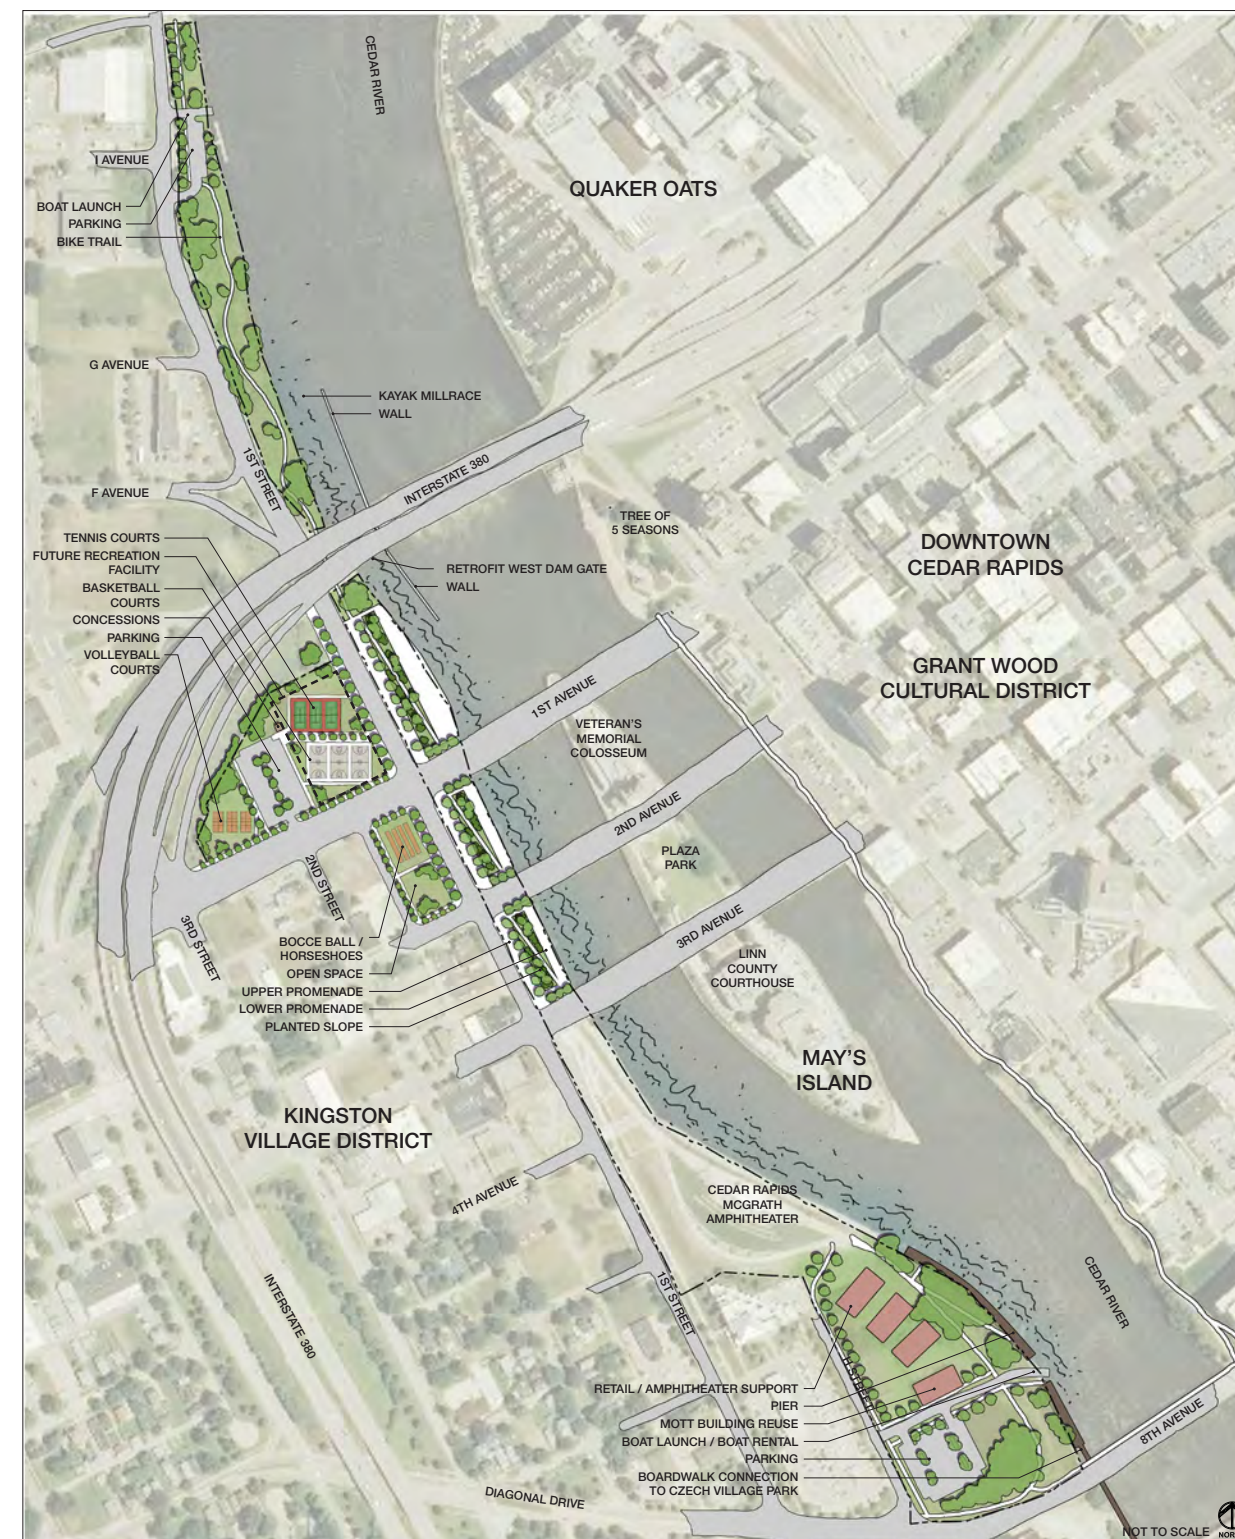 CEDAR RIVER
QUAKER OATS
I AVENUE
BOAT LAUNCH
PARKING
BIKE TRAIL
G AVENUE
KAYAK MILLRACE
WALL
1ST STREET
INTERSTATE 380
F AVENUE
TREE OF
5 SEASONS
DOWNTOWN
CEDAR RAPIDS
TENNIS COURTS
FUTURE RECREATION
FACILITY
BASKETBALL
COURTS
CONCESSIONS
PARKING
VOLLEYBALL
COURTS
RETROFIT WEST DAM GATE
WALL
GRANT WOOD
CULTURAL DISTRICT
1ST AVENUE
VETERAN'S
MEMORIAL
COLOSSEUM
2ND AVENUE
PLAZA
PARK
2ND STREET
3RD STREET
3RD AVENUE
BOCCE BALL /
HORSESHOES
OPEN SPACE
UPPER PROMENADE
LOWER PROMENADE
PLANTED SLOPE
LINN
COUNTY
COURTHOUSE
MAY'S
ISLAND
KINGSTON
VILLAGE DISTRICT
4TH AVENUE
CEDAR RAPIDS
MCGRATH
AMPHITHEATER
INTERSTATE 380
1ST STREET
CEDAR RIVER
H STREET
RETAIL / AMPHITHEATER SUPPORT
PIER
MOTT BUILDING REUSE
BOAT LAUNCH / BOAT RENTAL
PARKING
BOARDWALK CONNECTION
TO CZECH VILLAGE PARK
8TH AVENUE
DIAGONAL DRIVE
NOT TO SCALE